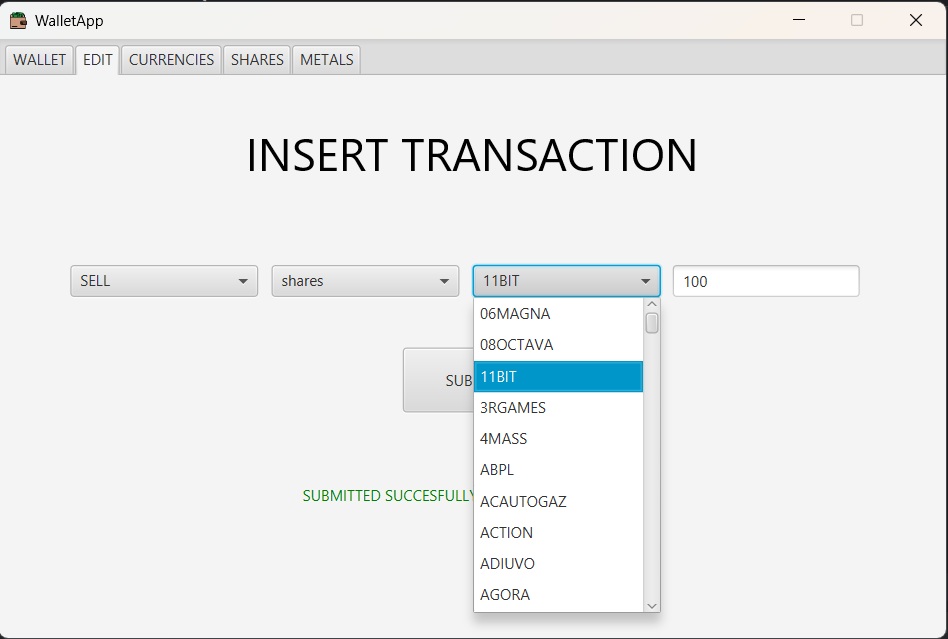 WalletApp
WALLET EDIT CURRENCIES SHARES METALS
INSERT TRANSACTION
SELL shares 11BIT 100
06MAGNA
08OCTAVA
11BIT
SUB
3RGAMES
4MASS
ABPL
SUBMITTED SUCCESFULLY
ACAUTOGAZ
ACTION
ADIUVO
AGORA